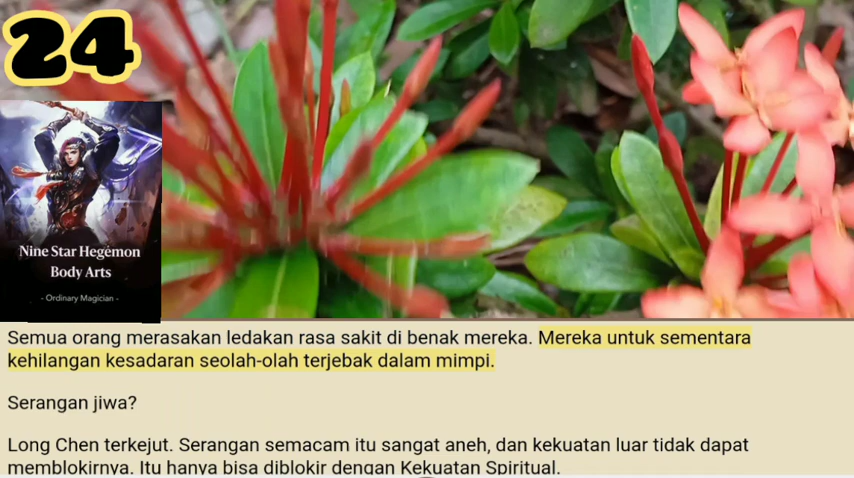 24
Nine Star Hegemon
Body Arts
- Ordinary Magician -
Semua orang merasakan ledakan rasa sakit di benak mereka. Mereka untuk sementara
kehilangan kesadaran seolah-olah terjebak dalam mimpi.
Serangan jiwa?
Long Chen terkejut. Serangan semacam itu sangat aneh, dan kekuatan luar tidak dapat
memblokirnya. Itu hanya bisa diblokir dengan Kekuatan Spiritual.